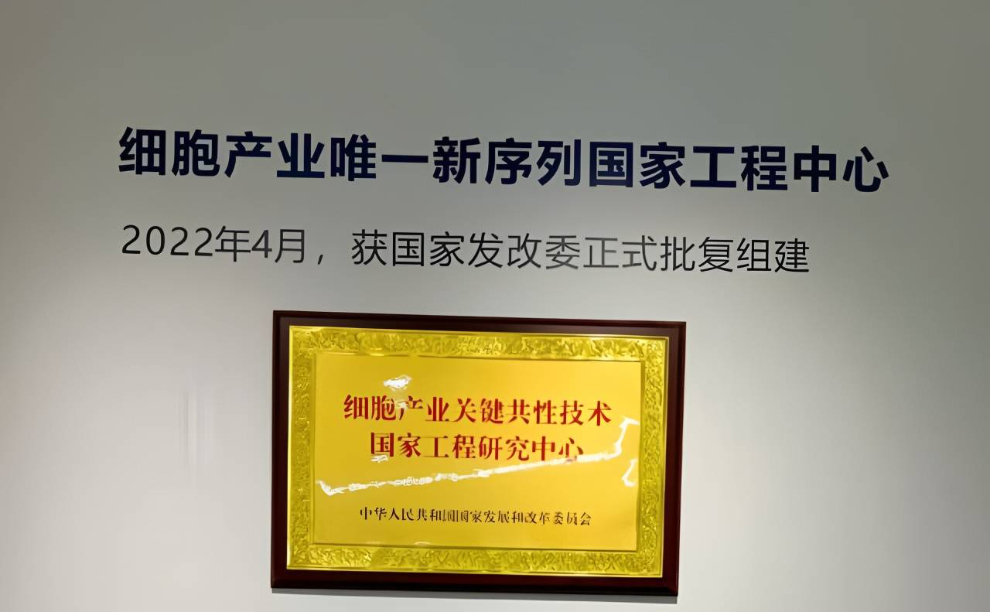 细胞产业唯一新序列国家工程中心
2022年4月，获国家发改委正式批复组建
细胞产业关键共性技术
国家工程研究中心
中华人民共和国国家发展和改革委员会